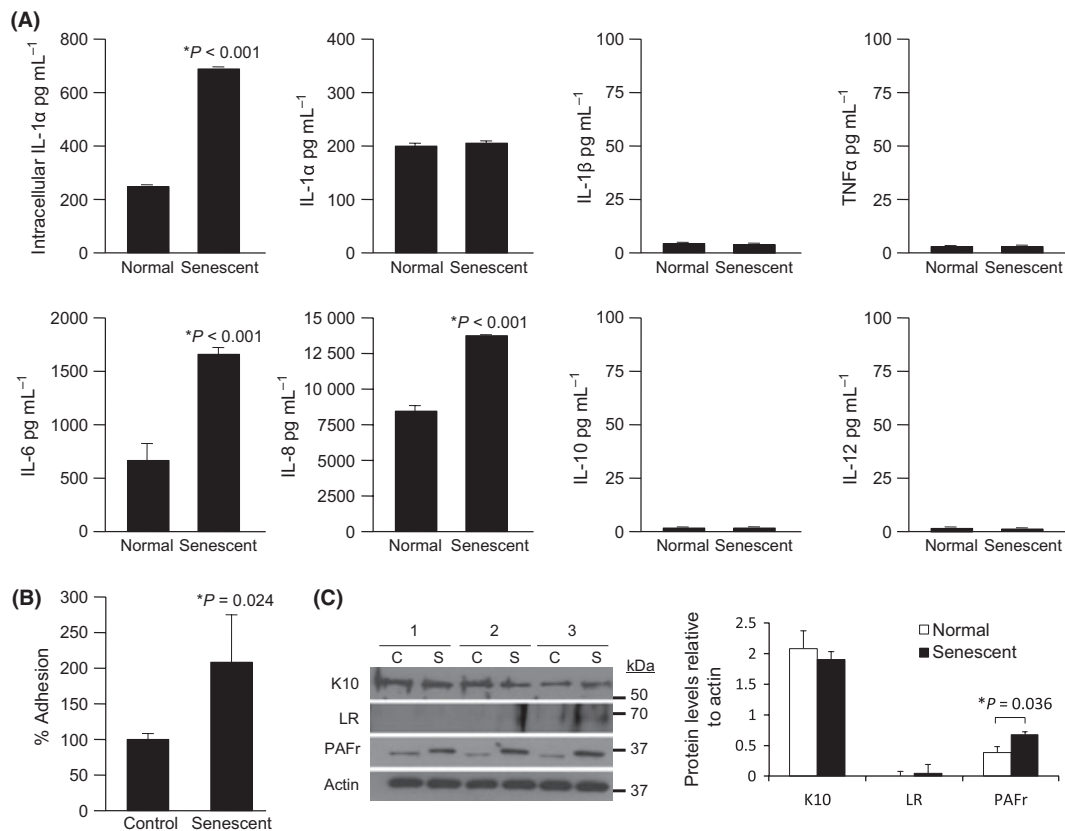 (A)
Intracellular IL-1α pg mL⁻¹
800
600
400
200
0
*P < 0.001
Normal Senescent
IL-1α pg mL⁻¹
400
300
200
100
0
Normal Senescent
IL-1β pg mL⁻¹
100
75
50
25
0
Normal Senescent
TNFα pg mL⁻¹
100
75
50
25
0
Normal Senescent
IL-6 pg mL⁻¹
2000
1500
1000
500
0
*P < 0.001
Normal Senescent
IL-8 pg mL⁻¹
15 000
12 500
10 000
7500
5000
2500
0
*P < 0.001
Normal Senescent
IL-10 pg mL⁻¹
100
75
50
25
0
Normal Senescent
IL-12 pg mL⁻¹
100
75
50
25
0
Normal Senescent
(B)
% Adhesion
300
250
200
150
100
50
0
*P = 0.024
Control Senescent
(C)
1 2 3
C S C S C S kDa
K10
50
LR
70
PAFr
37
Actin
37
Protein levels relative
to actin
2.5
2
1.5
1
0.5
0
Normal
Senescent
*P = 0.036
K10 LR PAFr